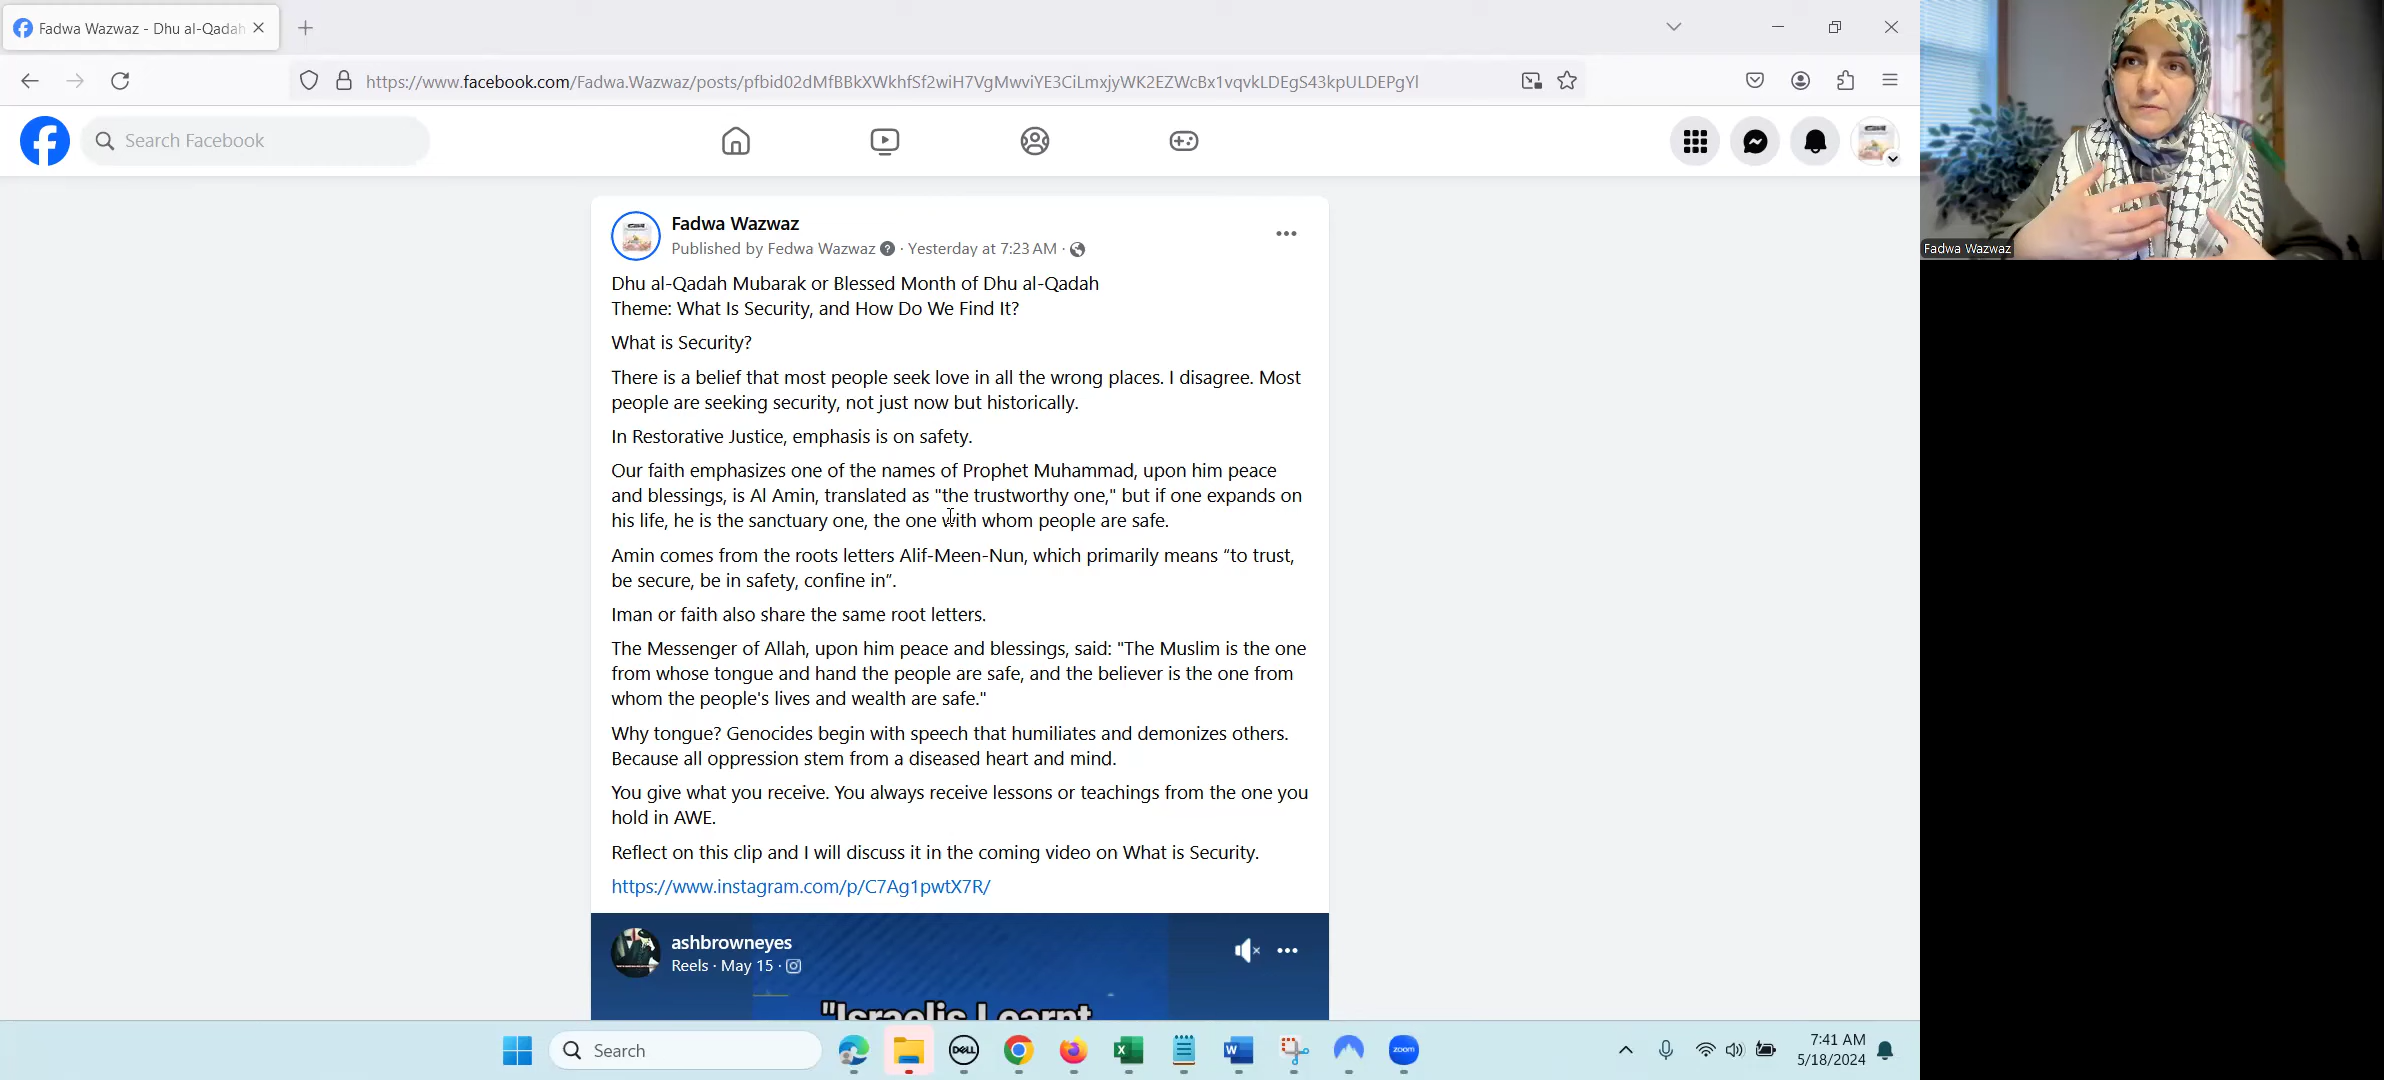 Fadwa Wazwaz - Dhu al-Qadah
https://www.facebook.com/Fadwa.Wazwaz/posts/pfbid02dMfBBkXWkhfSf2wiH7VgMwviYE3CiLmxjyWK2EZWcBx1vqvkLDEgS43kpULDEPgYl
Search Facebook
Fadwa Wazwaz
Fadwa Wazwaz
Published by Fedwa Wazwaz · Yesterday at 7:23 AM ·
Dhu al-Qadah Mubarak or Blessed Month of Dhu al-Qadah
Theme: What Is Security, and How Do We Find It?
What is Security?
There is a belief that most people seek love in all the wrong places. I disagree. Most
people are seeking security, not just now but historically.
In Restorative Justice, emphasis is on safety.
Our faith emphasizes one of the names of Prophet Muhammad, upon him peace
and blessings, is Al Amin, translated as "the trustworthy one," but if one expands on
his life, he is the sanctuary one, the one with whom people are safe.
Amin comes from the roots letters Alif-Meen-Nun, which primarily means “to trust,
be secure, be in safety, confine in”.
Iman or faith also share the same root letters.
The Messenger of Allah, upon him peace and blessings, said: "The Muslim is the one
from whose tongue and hand the people are safe, and the believer is the one from
whom the people's lives and wealth are safe."
Why tongue? Genocides begin with speech that humiliates and demonizes others.
Because all oppression stem from a diseased heart and mind.
You give what you receive. You always receive lessons or teachings from the one you
hold in AWE.
Reflect on this clip and I will discuss it in the coming video on What is Security.
https://www.instagram.com/p/C7Ag1pwtX7R/
ashbrowneyes
Reels · May 15 ·
"Israelis Learnt
Search
DELL
zoom
7:41 AM
5/18/2024